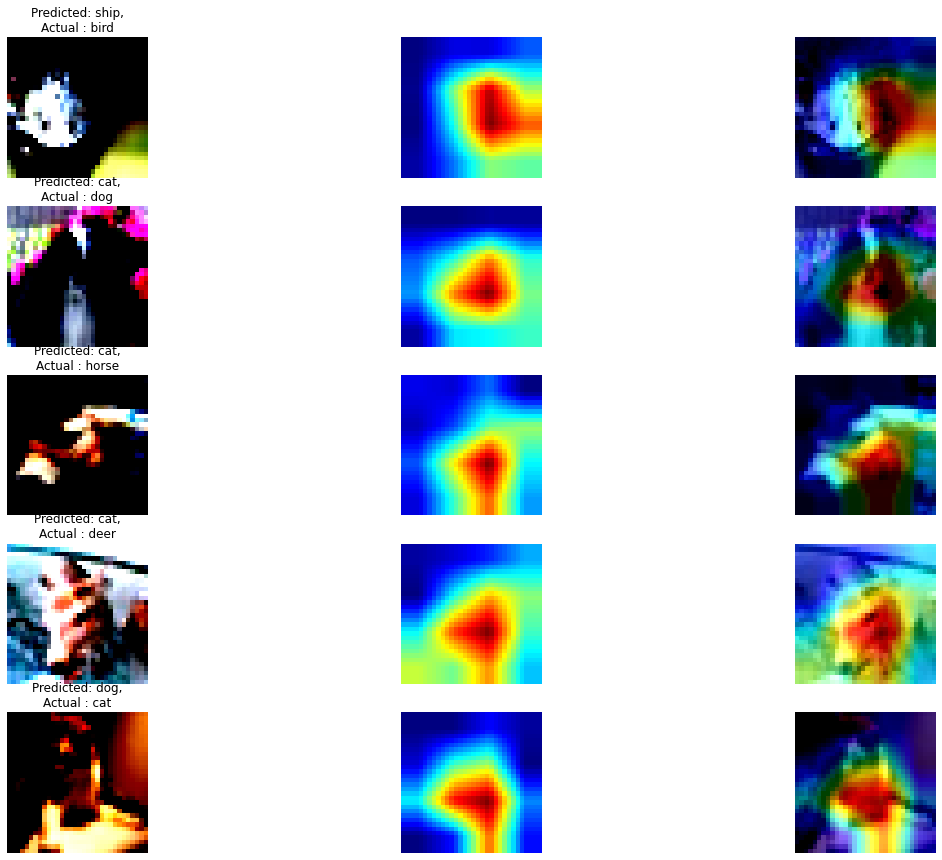 Predicted: ship,
Actual : bird
Predicted: cat,
Actual : dog
Predicted: cat,
Actual : horse
Predicted: cat,
Actual : deer
Predicted: dog,
Actual : cat